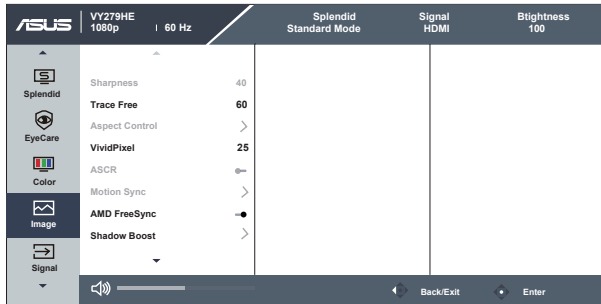 ASUS
VY279HE
1080p 60 Hz
Splendid
Standard Mode
Signal
HDMI
Btightness
100
Splendid
EyeCare
Color
Image
Signal
Sharpness 40
Trace Free 60
Aspect Control
VividPixel 25
ASCR
Motion Sync
AMD FreeSync
Shadow Boost
Back/Exit
Enter